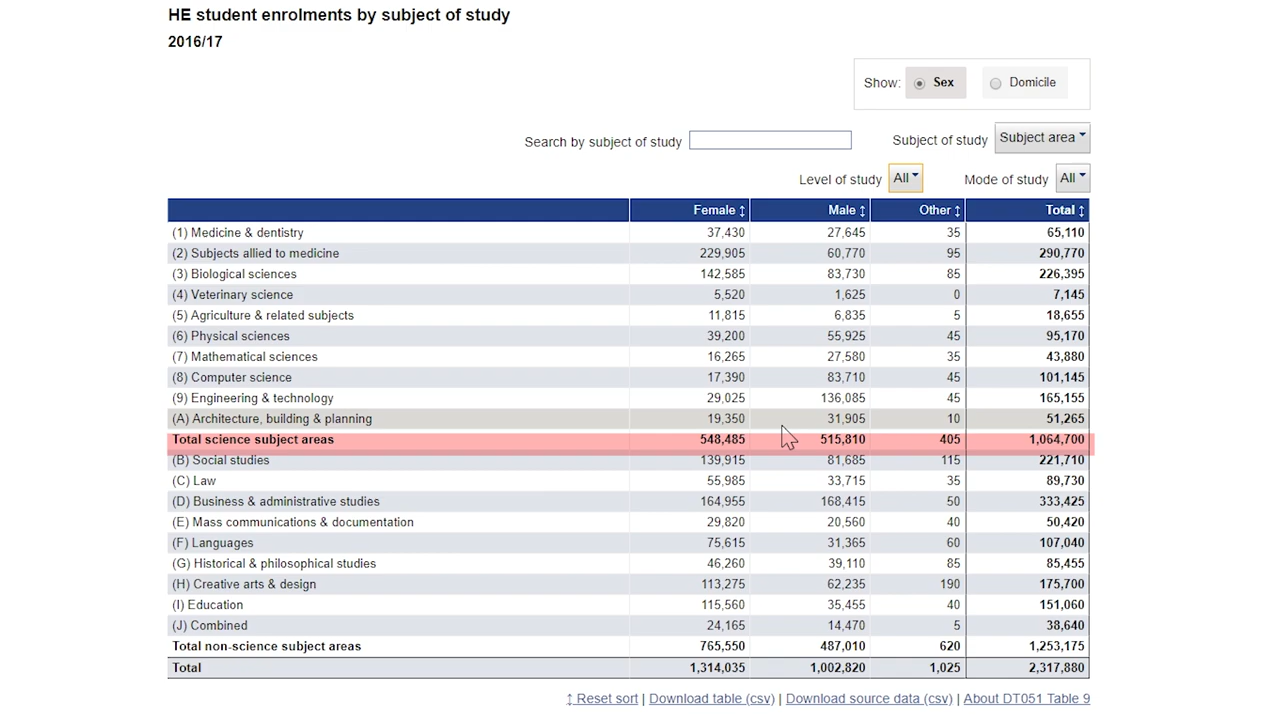 HE student enrolments by subject of study
2016/17
Show: Sex Domicile
Search by subject of study Subject of study Subject area
Level of study All Mode of study All
Female ↕ Male ↕ Other ↕ Total ↕
(1) Medicine & dentistry 37,430 27,645 35 65,110
(2) Subjects allied to medicine 229,905 60,770 95 290,770
(3) Biological sciences 142,585 83,730 85 226,395
(4) Veterinary science 5,520 1,625 0 7,145
(5) Agriculture & related subjects 11,815 6,835 5 18,655
(6) Physical sciences 39,200 55,925 45 95,170
(7) Mathematical sciences 16,265 27,580 35 43,880
(8) Computer science 17,390 83,710 45 101,145
(9) Engineering & technology 29,025 136,085 45 165,155
(A) Architecture, building & planning 19,350 31,905 10 51,265
Total science subject areas 548,485 515,810 405 1,064,700
(B) Social studies 139,915 81,685 115 221,710
(C) Law 55,985 33,715 35 89,730
(D) Business & administrative studies 164,955 168,415 50 333,425
(E) Mass communications & documentation 29,820 20,560 40 50,420
(F) Languages 75,615 31,365 60 107,040
(G) Historical & philosophical studies 46,260 39,110 85 85,455
(H) Creative arts & design 113,275 62,235 190 175,700
(I) Education 115,560 35,455 40 151,060
(J) Combined 24,165 14,470 5 38,640
Total non-science subject areas 765,550 487,010 620 1,253,175
Total 1,314,035 1,002,820 1,025 2,317,880
↕ Reset sort | Download table (csv) | Download source data (csv) | About DT051 Table 9